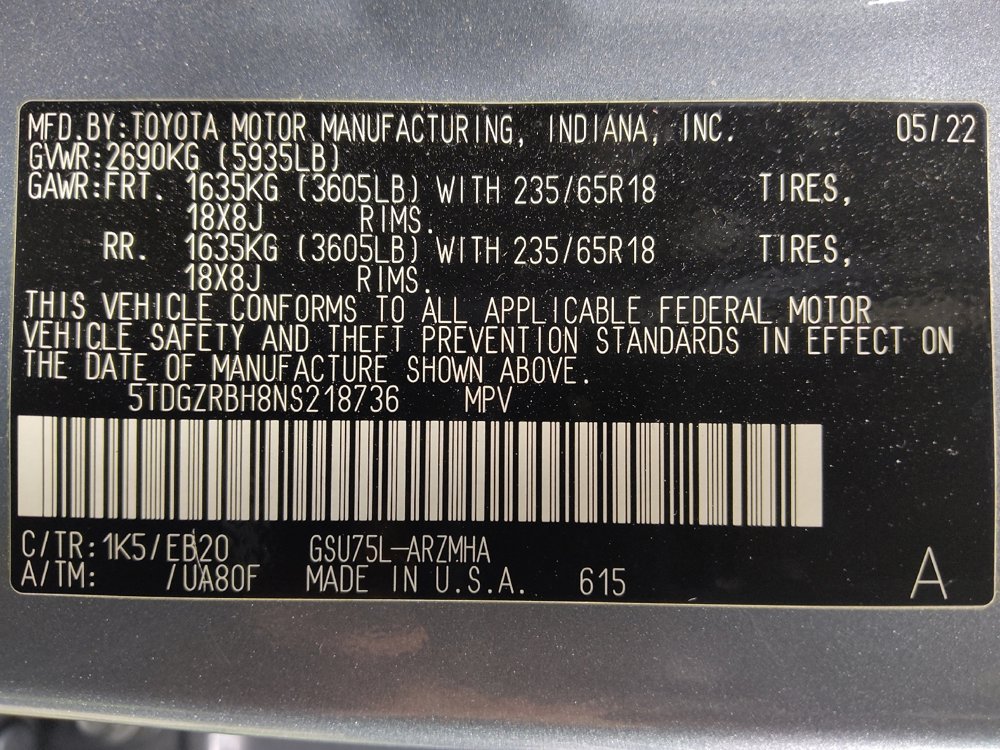 MFD.BY:TOYOTA MOTOR MANUFACTURING, INDIANA, INC. 05/22
GVWR:2690KG (5935LB)
GAWR:FRT. 1635KG (3605LB) WITH 235/65R18 TIRES,
18X8J RIMS.
RR. 1635KG (3605LB) WITH 235/65R18 TIRES,
18X8J RIMS.
THIS VEHICLE CONFORMS TO ALL APPLICABLE FEDERAL MOTOR
VEHICLE SAFETY AND THEFT PREVENTION STANDARDS IN EFFECT ON
THE DATE OF MANUFACTURE SHOWN ABOVE.
5TDGZRBH8NS218736 MPV
C/TR:1K5/EB20 GSU75L-ARZMHA
A/TM: /UA80F MADE IN U.S.A. 615 A